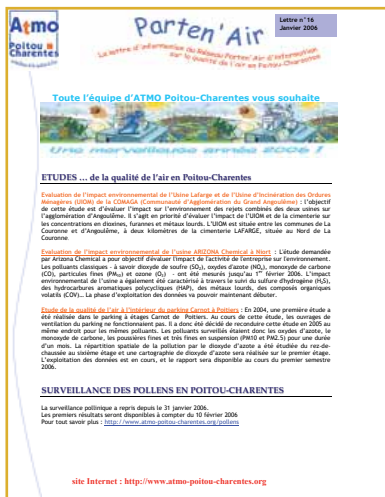 Atmo
Poitou
Charentes
Parten'Air
Lettre n°16
Janvier 2006
La lettre d'information du Réseau Parten'Air d'information
sur la qualité de l'air en Poitou-Charentes
Toute l'équipe d'ATMO Poitou-Charentes vous souhaite
Une merveilleuse année 2006 !
ETUDES … de la qualité de l'air en Poitou-Charentes
Evaluation de l'impact environnemental de l'Usine Lafarge et de l'Usine d'Incinération des Ordures
Ménagères (UIOM) de la COMAGA (Communauté d'Agglomération du Grand Angoulême) : l'objectif
de cette étude est d'évaluer l'impact sur l'environnement des rejets combinés des deux usines sur
l'agglomération d'Angoulême. Il s'agit en priorité d'évaluer l'impact de l'UIOM et de la cimenterie sur
les concentrations en dioxines, furannes et métaux lourds. L'UIOM est située entre les communes de La
Couronne et d'Angoulême, à deux kilomètres de la cimenterie LAFARGE, située au Nord de La
Couronne.
Evaluation de l'impact environnemental de l'usine ARIZONA Chemical à Niort : L'étude demandée
par Arizona Chemical a pour objectif d'évaluer l'impact de l'activité de l'entreprise sur l'environnement.
Les polluants classiques - à savoir dioxyde de soufre (SO₂), oxydes d'azote (NOₓ), monoxyde de carbone
(CO), particules fines (PM₁₀) et ozone (O₃) - ont été mesurés jusqu'au 1er février 2006. L'impact
environnemental de l'usine a également été caractérisé à travers le suivi du sulfure d'hydrogène (H₂S),
des hydrocarbures aromatiques polycycliques (HAP), des métaux lourds, des composés organiques
volatils (COV)… La phase d'exploitation des données va pouvoir maintenant débuter.
Etude de la qualité de l'air à l'intérieur du parking Carnot à Poitiers : En 2004, une première étude a
été réalisée dans le parking à étages Carnot de Poitiers. Au cours de cette étude, les ouvrages de
ventilation du parking ne fonctionnaient pas. Il a donc été décidé de reconduire cette étude en 2005 au
même endroit pour les mêmes polluants. Les polluants surveillés étaient donc les oxydes d'azote, le
monoxyde de carbone, les poussières fines et très fines en suspension (PM10 et PM2.5) pour une durée
d'un mois. La répartition spatiale de la pollution par le dioxyde d'azote a été étudiée du rez-de-
chaussée au sixième étage et une cartographie de dioxyde d'azote sera réalisée sur le premier étage.
L'exploitation des données est en cours, et le rapport sera disponible au cours du premier semestre
2006.
SURVEILLANCE DES POLLENS EN POITOU-CHARENTES
La surveillance pollinique a repris depuis le 31 janvier 2006.
Les premiers résultats seront disponibles à compter du 10 février 2006
Pour tout savoir plus : http://www.atmo-poitou-charentes.org/pollens
site Internet : http://www.atmo-poitou-charentes.org